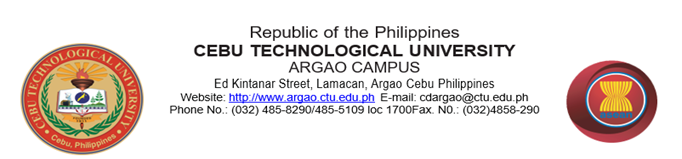 Republic of the Philippines
CEBU TECHNOLOGICAL UNIVERSITY
ARGAO CAMPUS
Ed Kintanar Street, Lamacan, Argao Cebu Philippines
Website: http://www.argao.ctu.edu.ph E-mail: cdargao@ctu.edu.ph
Phone No.: (032) 485-8290/485-5109 loc 1700Fax. N0.: (032)4858-290
CEBU TECHNOLOGICAL UNIVERSITY
Cebu, Philippines